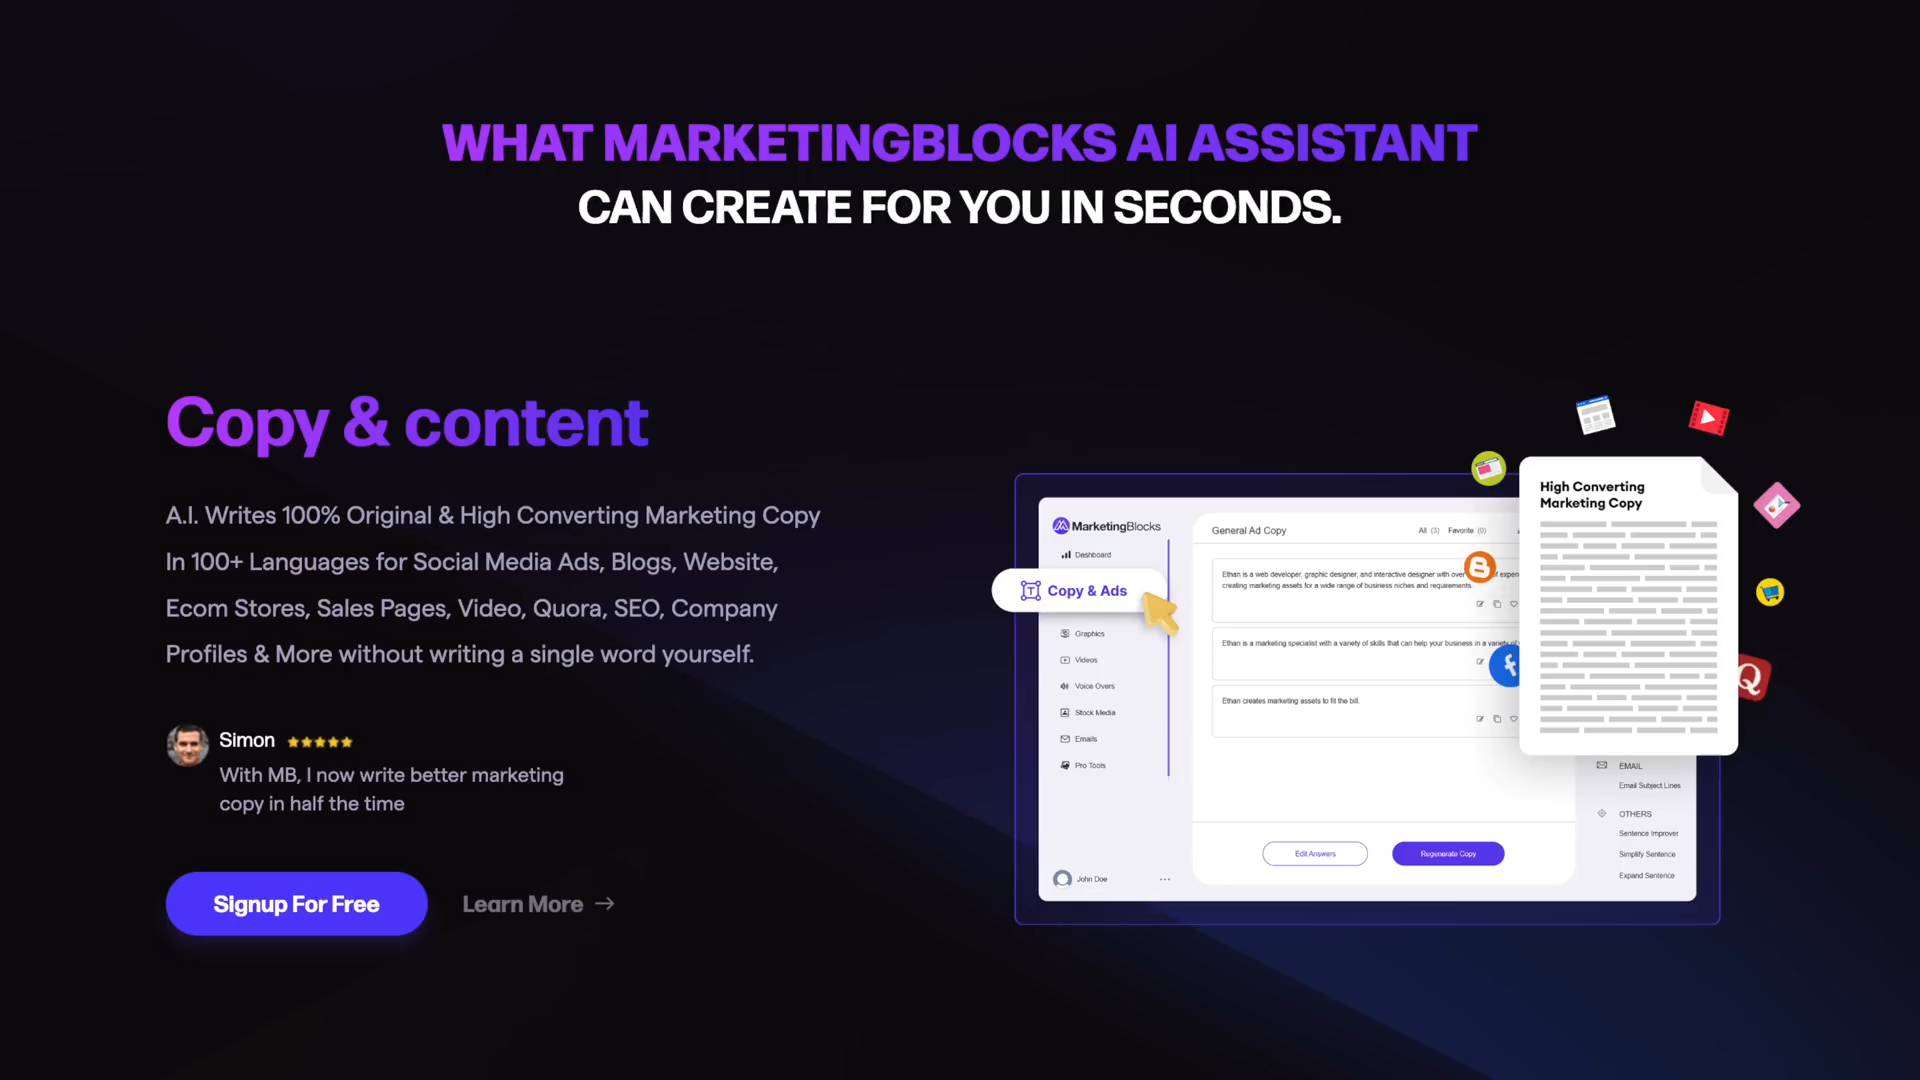 WHAT MARKETINGBLOCKS AI ASSISTANT
CAN CREATE FOR YOU IN SECONDS.
Copy & content
A.I. Writes 100% Original & High Converting Marketing Copy
In 100+ Languages for Social Media Ads, Blogs, Website,
Ecom Stores, Sales Pages, Video, Quora, SEO, Company
Profiles & More without writing a single word yourself.
Simon
With MB, I now write better marketing
copy in half the time
Signup For Free
Learn More →
MarketingBlocks
Dashboard
Copy & Ads
Graphics
Videos
Voice Overs
Stock Media
Emails
Pro Tools
John Doe
General Ad Copy
All (3) Favorite (0)
Ethan is a web developer, graphic designer, and interactive designer with over
creating marketing assets for a wide range of business niches and requirements.
Ethan is a marketing specialist with a variety of skills that can help your business in a variety of
Ethan creates marketing assets to fit the bill.
Edit Answers
Regenerate Copy
High Converting
Marketing Copy
EMAIL
Email Subject Lines
OTHERS
Sentence Improver
Simplify Sentence
Expand Sentence